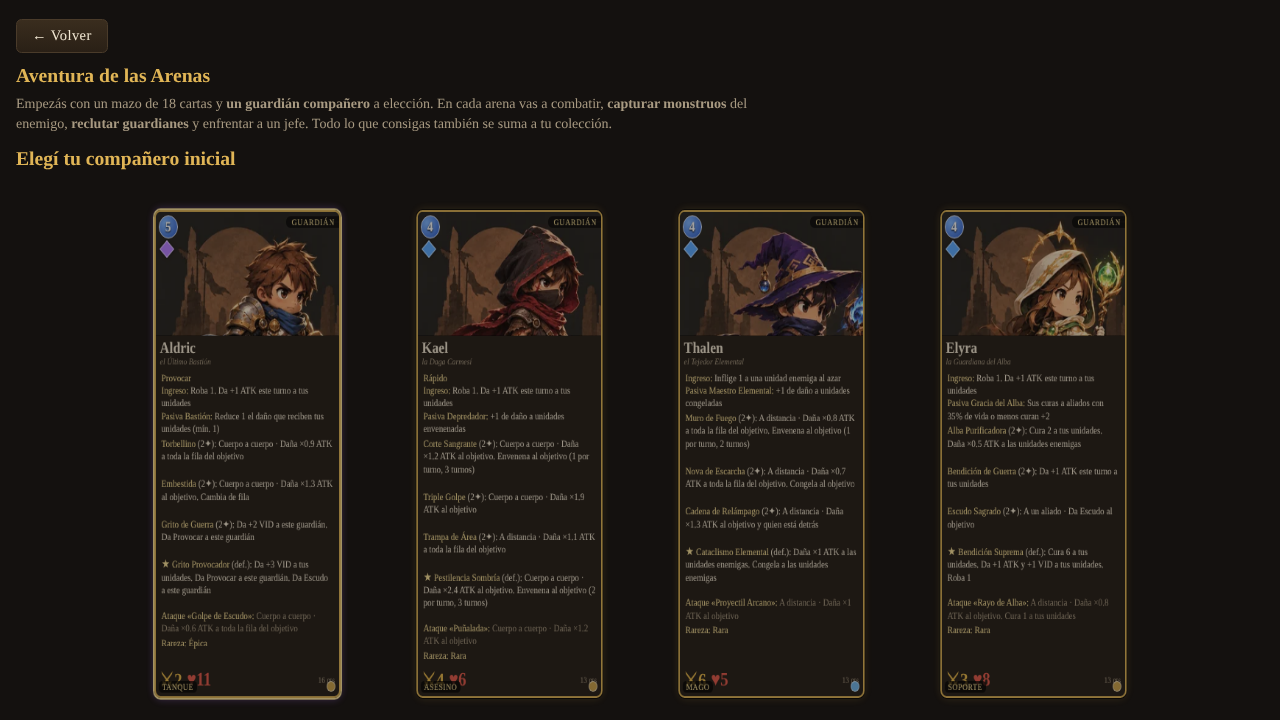 ← Volver
Aventura de las Arenas
Empezás con un mazo de 18 cartas y un guardián compañero a elección. En cada arena vas a combatir, capturar monstruos del
enemigo, reclutar guardianes y enfrentar a un jefe. Todo lo que consigas también se suma a tu colección.
Elegí tu compañero inicial
5
GUARDIÁN
Aldric
el Último Bastión
Provocar
Ingreso: Roba 1. Da +1 ATK este turno a tus
unidades
Pasiva Bastión: Reduce 1 el daño que reciben tus
unidades (mín. 1)
Torbellino (2✦): Cuerpo a cuerpo · Daña ×0.9 ATK
a toda la fila del objetivo
Embestida (2✦): Cuerpo a cuerpo · Daña ×1.3 ATK
al objetivo. Cambia de fila
Grito de Guerra (2✦): Da +2 VID a este guardián.
Da Provocar a este guardián
★ Grito Provocador (def.): Da +3 VID a tus
unidades. Da Provocar a este guardián. Da Escudo
a este guardián
Ataque «Golpe de Escudo»: Cuerpo a cuerpo ·
Daña ×0.6 ATK a toda la fila del objetivo
Rareza: Épica
2 ♥11
TANQUE
4
GUARDIÁN
Kael
la Daga Carmesí
Rápido
Ingreso: Roba 1. Da +1 ATK este turno a tus
unidades
Pasiva Depredador: +1 de daño a unidades
envenenadas
Corte Sangrante (2✦): Cuerpo a cuerpo · Daña
×1.2 ATK al objetivo. Envenena al objetivo (1 por
turno, 3 turnos)
Triple Golpe (2✦): Cuerpo a cuerpo · Daña ×1.9
ATK al objetivo
Trampa de Área (2✦): A distancia · Daña ×1.1 ATK
a toda la fila del objetivo
★ Pestilencia Sombría (def.): Cuerpo a cuerpo ·
Daña ×2.4 ATK al objetivo. Envenena al objetivo (2
por turno, 3 turnos)
Ataque «Puñalada»: Cuerpo a cuerpo · Daña ×1.2
ATK al objetivo
Rareza: Rara
4 ♥6
ASESINO
4
GUARDIÁN
Thalen
el Tejedor Elemental
Ingreso: Inflige 1 a una unidad enemiga al azar
Pasiva Maestro Elemental: +1 de daño a unidades
congeladas
Muro de Fuego (2✦): A distancia · Daña ×0.8 ATK
a toda la fila del objetivo. Envenena al objetivo (1
por turno, 2 turnos)
Nova de Escarcha (2✦): A distancia · Daña ×0.7
ATK a toda la fila del objetivo. Congela al objetivo
Cadena de Relámpago (2✦): A distancia · Daña
×1.3 ATK al objetivo y quien está detrás
★ Cataclismo Elemental (def.): Daña ×1 ATK a las
unidades enemigas. Congela a las unidades
enemigas
Ataque «Proyectil Arcano»: A distancia · Daña ×1
ATK al objetivo
Rareza: Rara
6 ♥5
MAGO
4
GUARDIÁN
Elyra
la Guardiana del Alba
Ingreso: Roba 1. Da +1 ATK este turno a tus
unidades
Pasiva Gracia del Alba: Sus curas a aliados con
35% de vida o menos curan +2
Alba Purificadora (2✦): Cura 2 a tus unidades.
Daña ×0.5 ATK a las unidades enemigas
Bendición de Guerra (2✦): Da +1 ATK este turno a
tus unidades
Escudo Sagrado (2✦): A un aliado · Da Escudo al
objetivo
★ Bendición Suprema (def.): Cura 6 a tus
unidades. Da +1 ATK y +1 VID a tus unidades.
Roba 1
Ataque «Rayo de Alba»: A distancia · Daña ×0.8
ATK al objetivo. Cura 1 a tus unidades
Rareza: Rara
3 ♥8
SOPORTE